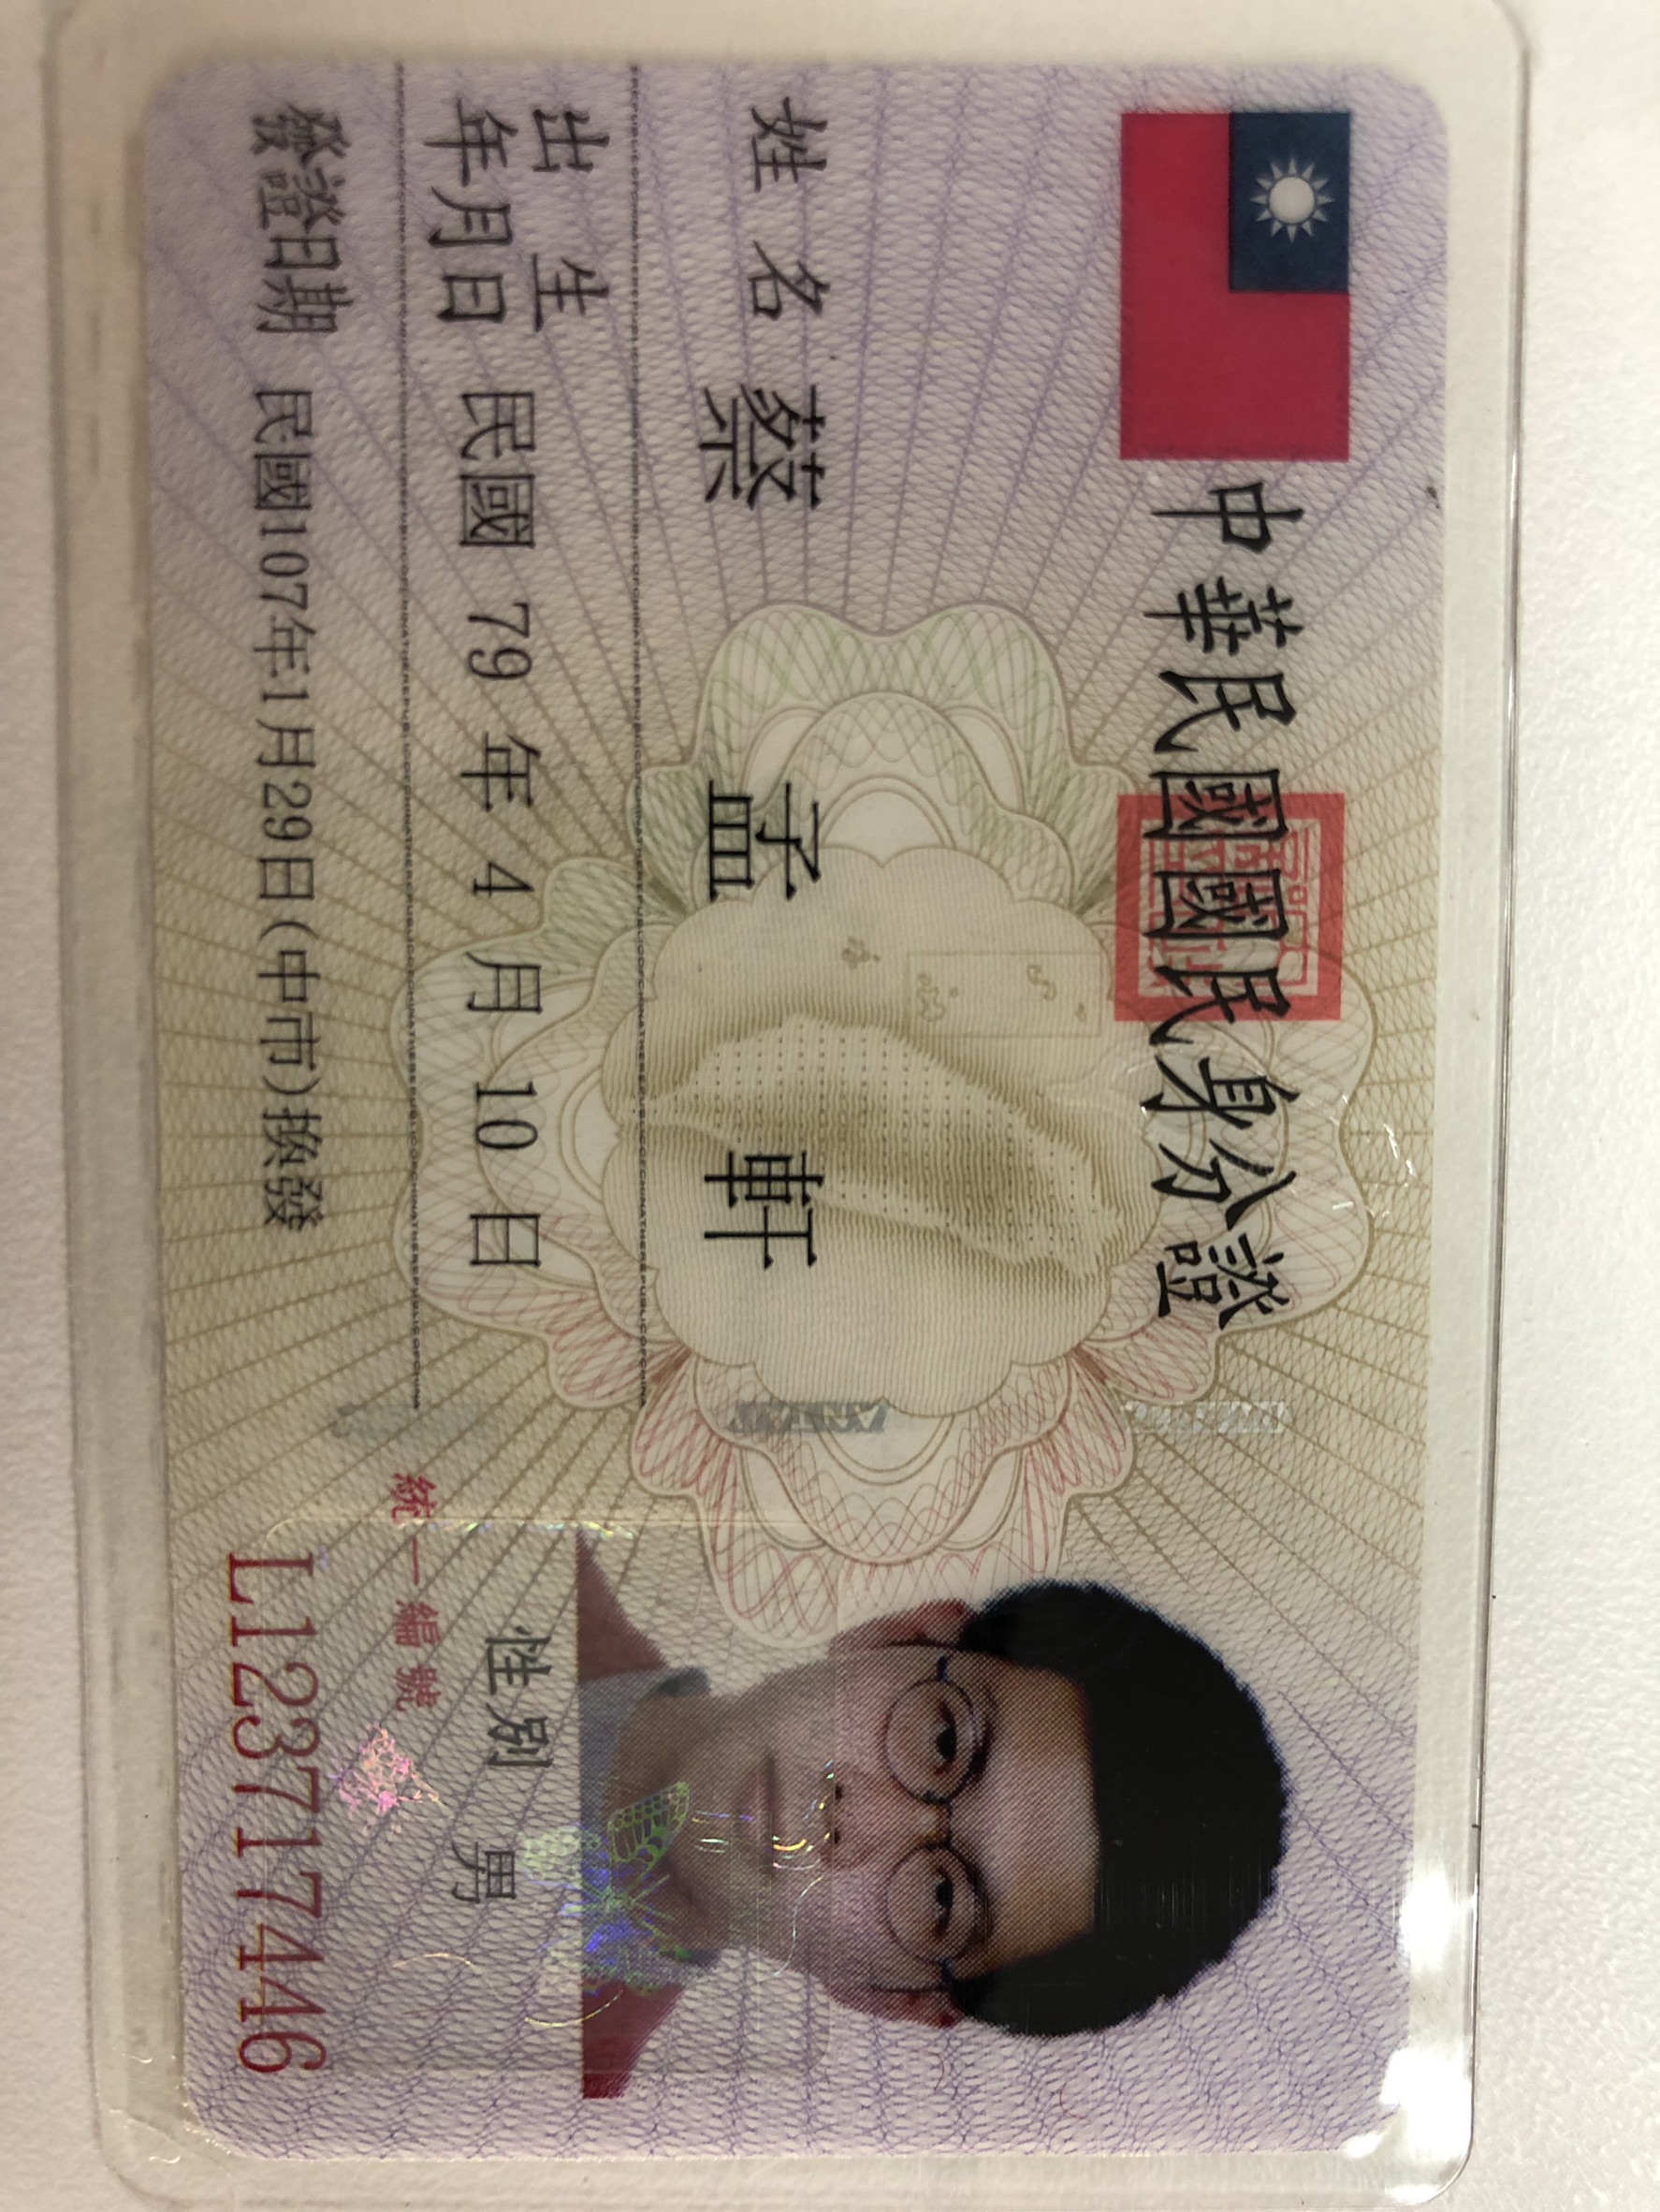 中華民國國民身分證
姓名 蔡 孟 軒
出生年月日 民國 79 年 4 月 10 日
性別 男
發證日期 民國107年1月29日(中市)換發
統一編號
L123717446